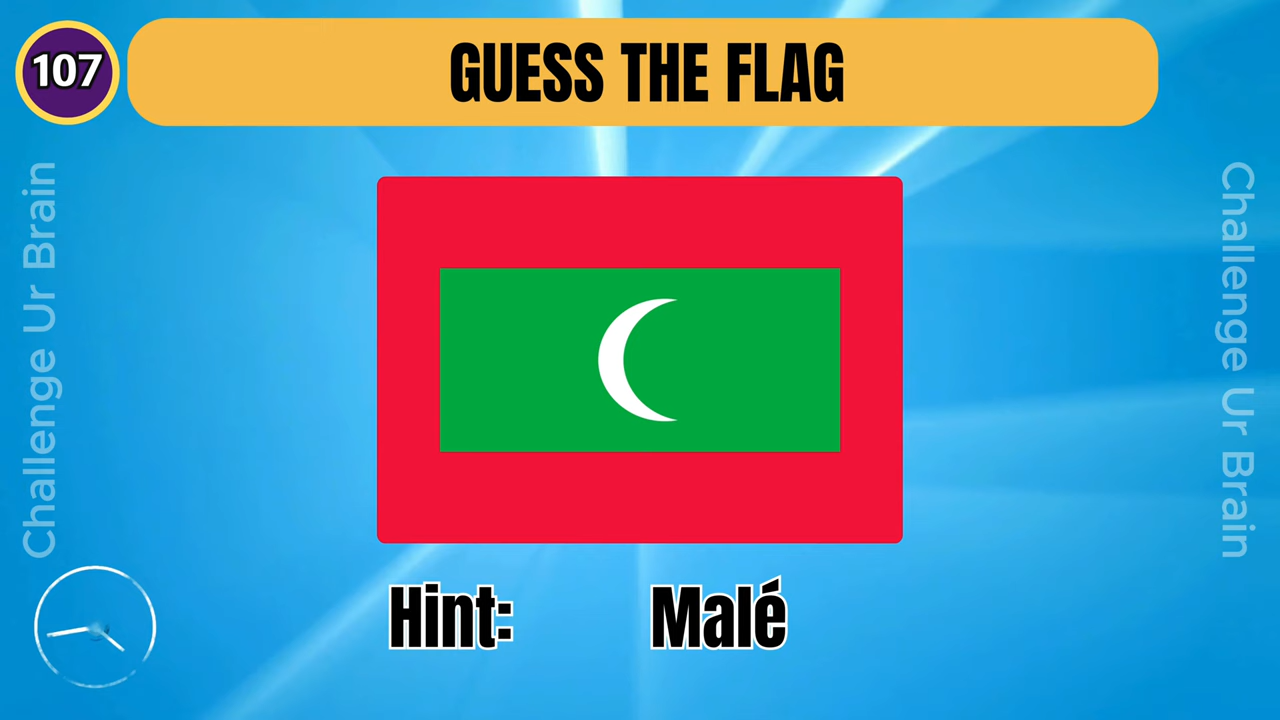 107
GUESS THE FLAG
Challenge Ur Brain
Challenge Ur Brain
Hint: Malé